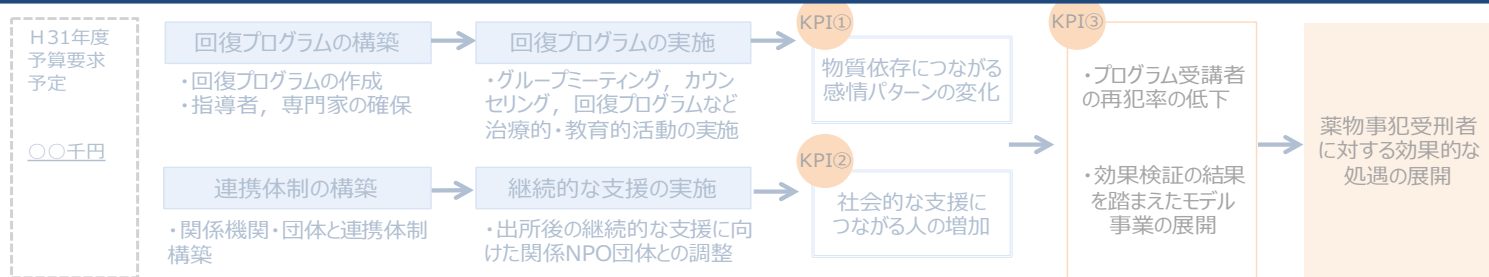 H31年度
予算要求
予定
○○千円
回復プログラムの構築
・回復プログラムの作成
・指導者，専門家の確保
回復プログラムの実施
・グループミーティング，カウン
セリング，回復プログラムなど
治療的・教育的活動の実施
連携体制の構築
・関係機関・団体と連携体制
構築
継続的な支援の実施
・出所後の継続的な支援に向
けた関係NPO団体との調整
KPI①
物質依存につながる
感情パターンの変化
KPI②
社会的な支援に
つながる人の増加
KPI③
・プログラム受講者
の再犯率の低下
・効果検証の結果
を踏まえたモデル
事業の展開
薬物事犯受刑者
に対する効果的な
処遇の展開